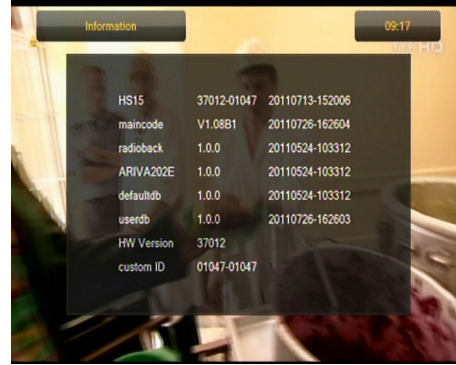 Information 09:17
HD
HS15 37012-01047 20110713-152006
maincode V1.08B1 20110726-162604
radioback 1.0.0 20110524-103312
ARIVA202E 1.0.0 20110524-103312
defaultdb 1.0.0 20110524-103312
userdb 1.0.0 20110726-162603
HW Version 37012
custom ID 01047-01047